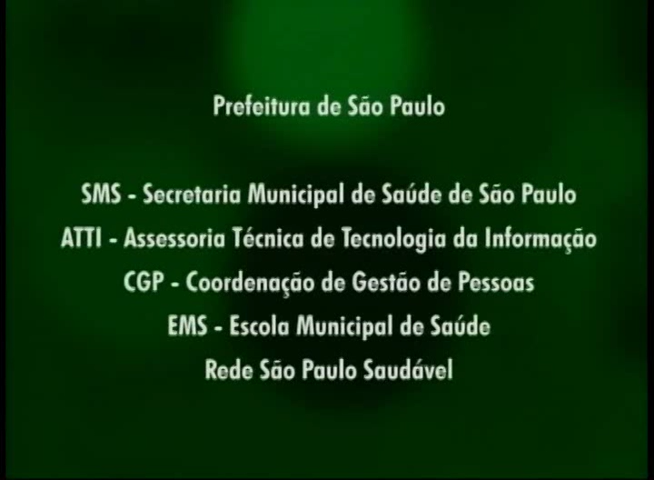 Prefeitura de São Paulo
SMS - Secretaria Municipal de Saúde de São Paulo
ATTI - Assessoria Técnica de Tecnologia da Informação
CGP - Coordenação de Gestão de Pessoas
EMS - Escola Municipal de Saúde
Rede São Paulo Saudável